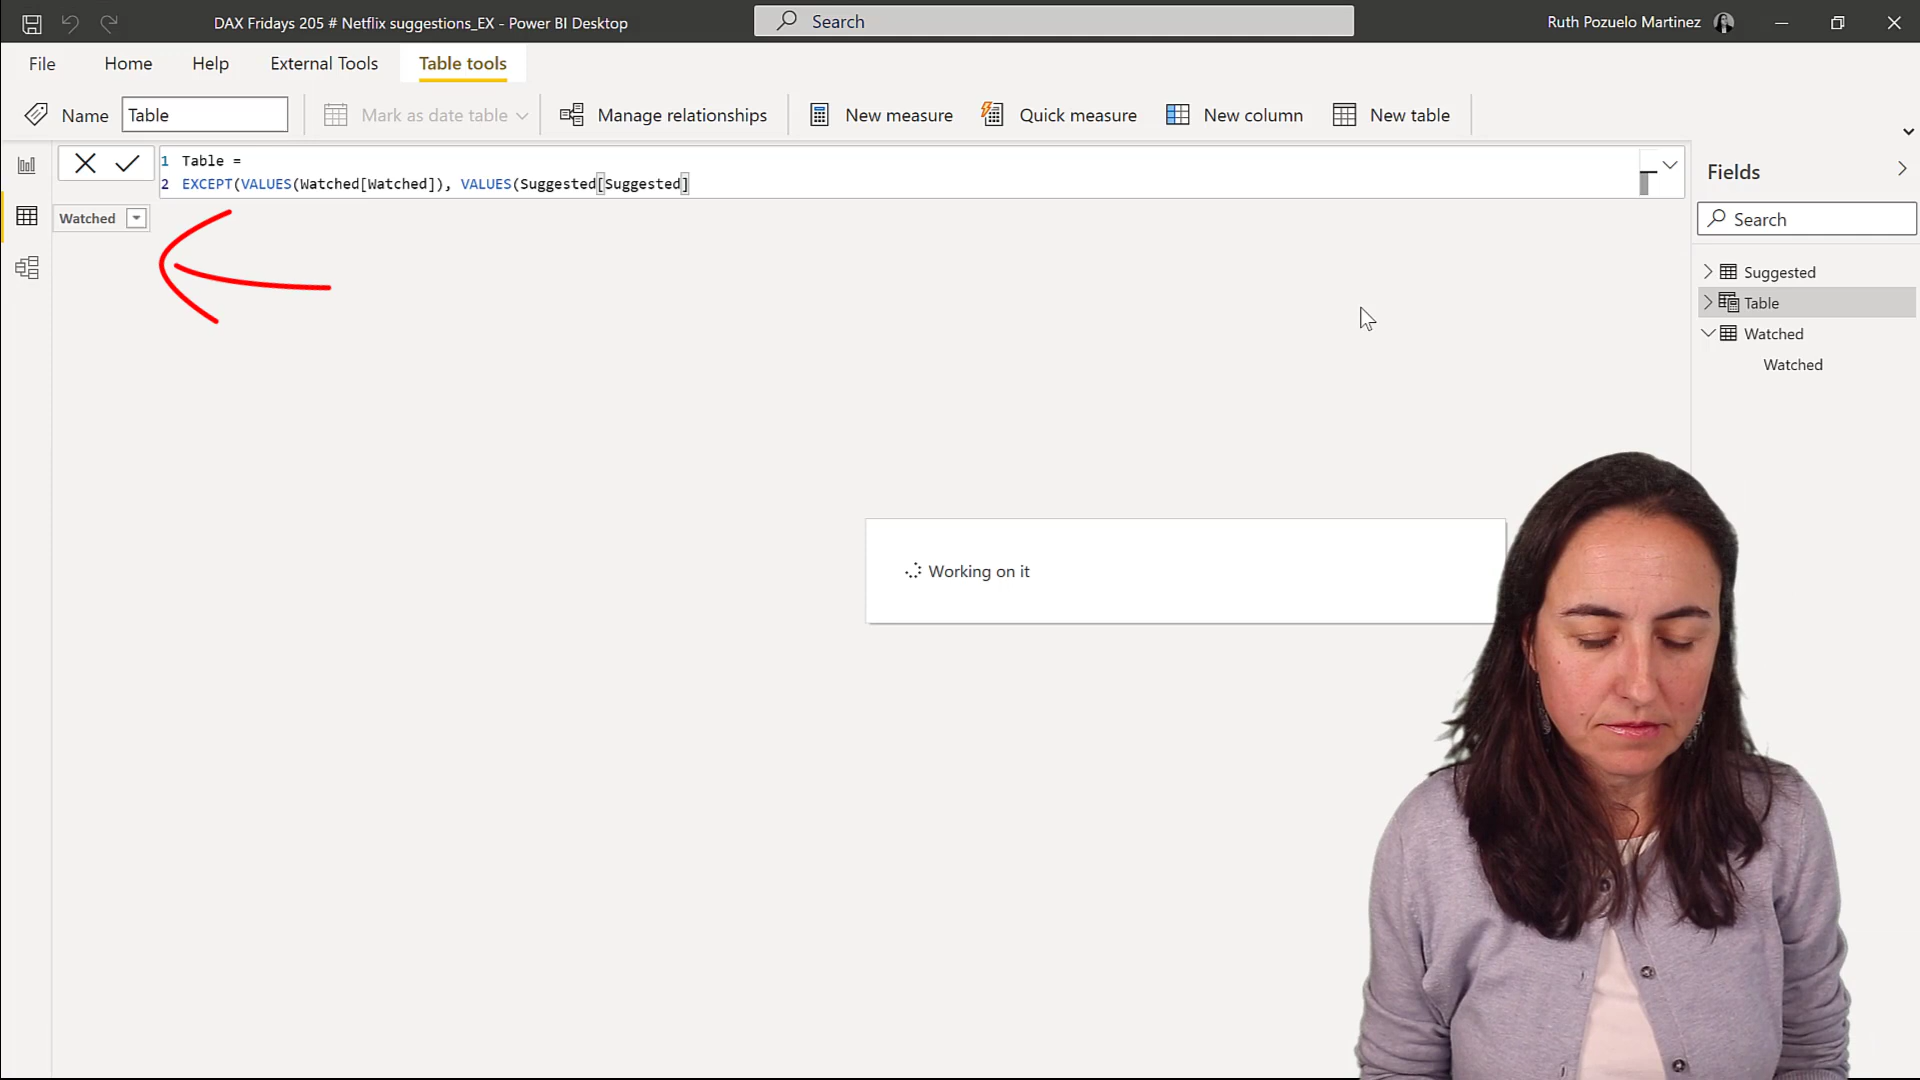 DAX Fridays 205 # Netflix suggestions_EX - Power BI Desktop
Search
Ruth Pozuelo Martinez
File
Home
Help
External Tools
Table tools
Name
Table
Mark as date table
Manage relationships
New measure
Quick measure
New column
New table
1 Table =
2 EXCEPT(VALUES(Watched[Watched]), VALUES(Suggested[Suggested]
Watched
Working on it
Fields
Search
Suggested
Table
Watched
Watched